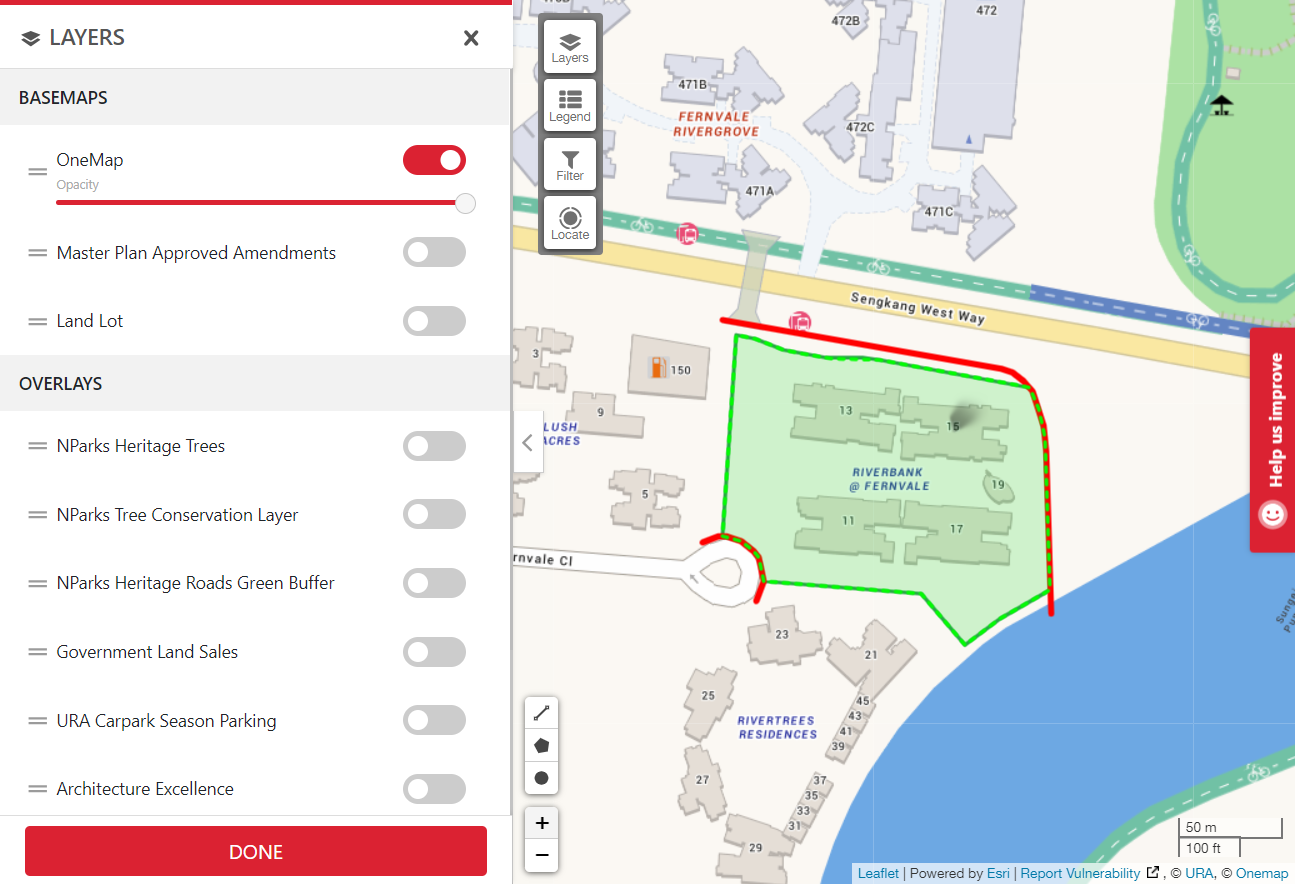 LAYERS
BASEMAPS
OneMap
Opacity
Master Plan Approved Amendments
Land Lot
OVERLAYS
NParks Heritage Trees
NParks Tree Conservation Layer
NParks Heritage Roads Green Buffer
Government Land Sales
URA Carpark Season Parking
Architecture Excellence
DONE
Layers
Legend
Filter
Locate
472B
472
471B
FERNVALE
RIVERGROVE
472C
471A
471C
Sengkang West Way
3
150
9
LUSH
ACRES
5
13
15
RIVERBANK
@ FERNVALE
19
11
17
rnvale Cl
23
21
25
45
43
41
39
RIVERTREES
RESIDENCES
27
37
35
33
31
29
Help us improve
+
−
50 m
100 ft
Leaflet | Powered by Esri | Report Vulnerability , © URA, © Onemap